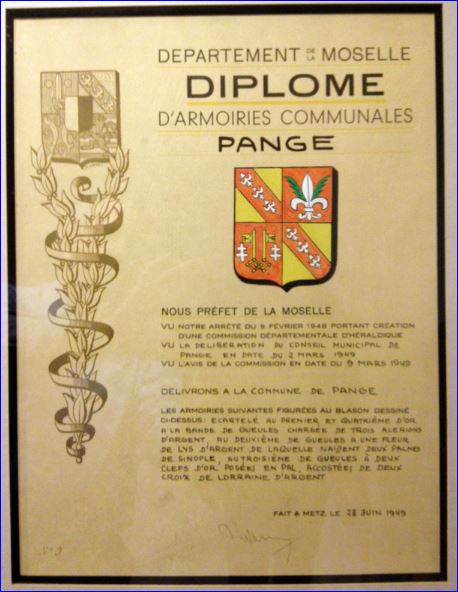 DEPARTEMENT DE LA MOSELLE
DIPLOME
D'ARMOIRIES COMMUNALES
PANGE
NOUS PRÉFET DE LA MOSELLE
VU NOTRE ARRÊTÉ DU 9 FÉVRIER 1948 PORTANT CRÉATION
D'UNE COMMISSION DÉPARTEMENTALE D'HÉRALDIQUE
VU LA DELIBERATION DU CONSEIL MUNICIPAL DE
PANGE EN DATE DU 2 MARS 1949
VU L'AVIS DE LA COMMISSION EN DATE DU 9 MARS 1949
DELIVRONS A LA COMMUNE DE PANGE
LES ARMOIRIES SUIVANTES FIGURÉES AU BLASON DESSINÉ
CI-DESSUS: ECARTELÉ AU PREMIER ET QUATRIÈME D'OR
A LA BANDE DE GUEULES CHARGÉE DE TROIS ALERIONS
D'ARGENT, AU DEUXIÈME DE GUEULES A UNE FLEUR
DE LYS D'ARGENT DE LAQUELLE NAISSENT DEUX PALMES
DE SINOPLE, AU TROISIÈME DE GUEULES À DEUX
CLEFS D'OR POSÉES EN PAL, ACCOSTÉES DE DEUX
CROIX DE LORRAINE D'ARGENT
FAIT A METZ, LE 28 JUIN 1949
N° 9